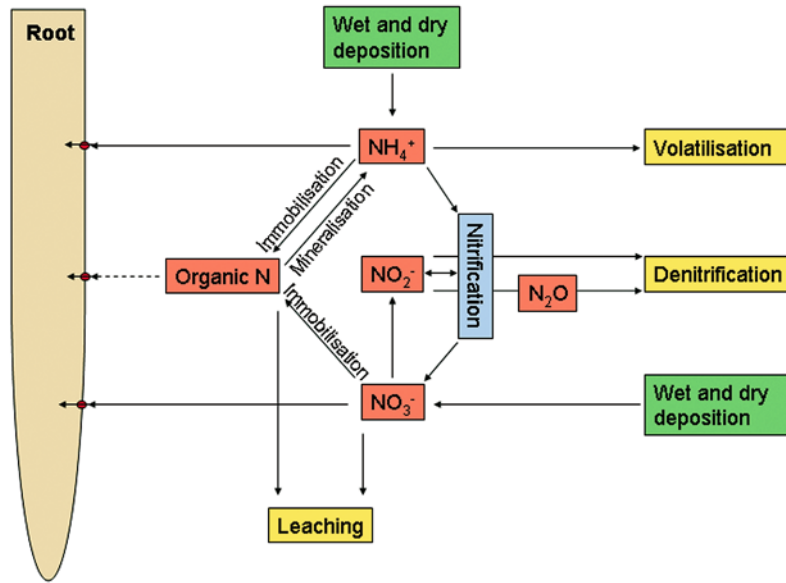 Root
Wet and dry
deposition
NH₄⁺
Volatilisation
Immobilisation
Mineralisation
Nitrification
Organic N
NO₂⁻
N₂O
Denitrification
Immobilisation
NO₃⁻
Wet and dry
deposition
Leaching